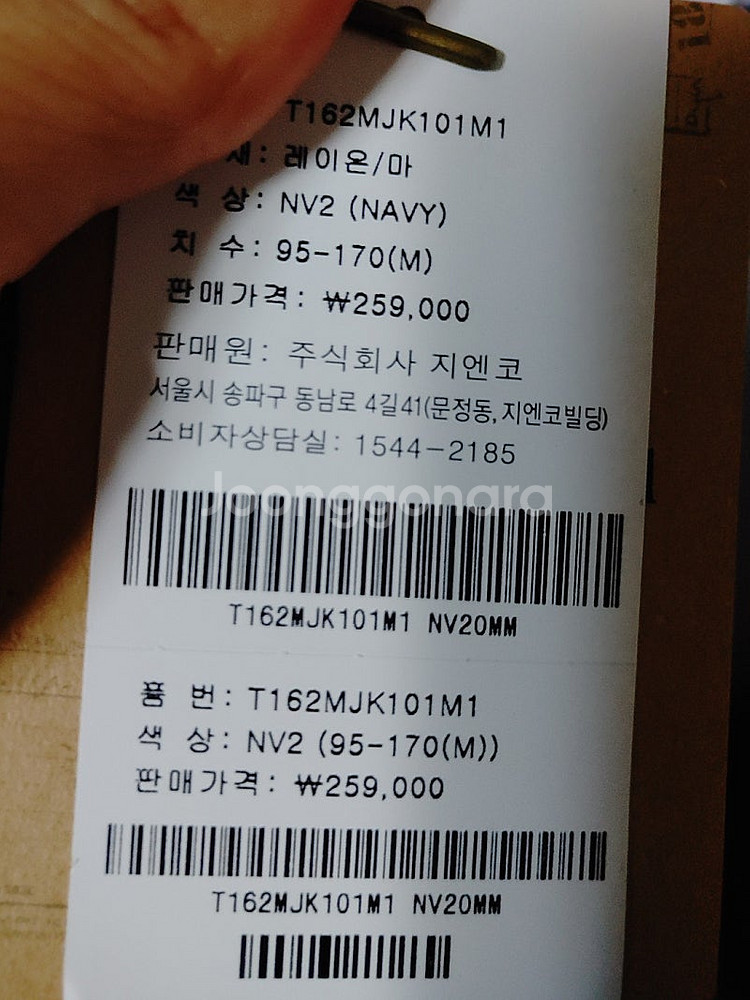 T162MJK101M1
재: 레이온/마
색 상: NV2 (NAVY)
치 수: 95-170(M)
판매가격: ₩259,000
판매원: 주식회사 지엔코
서울시 송파구 동남로 4길41(문정동, 지엔코빌딩)
소비자상담실: 1544-2185
Joonggonara
T162MJK101M1 NV20MM
품 번: T162MJK101M1
색 상: NV2 (95-170(M))
판매가격: ₩259,000
T162MJK101M1 NV20MM